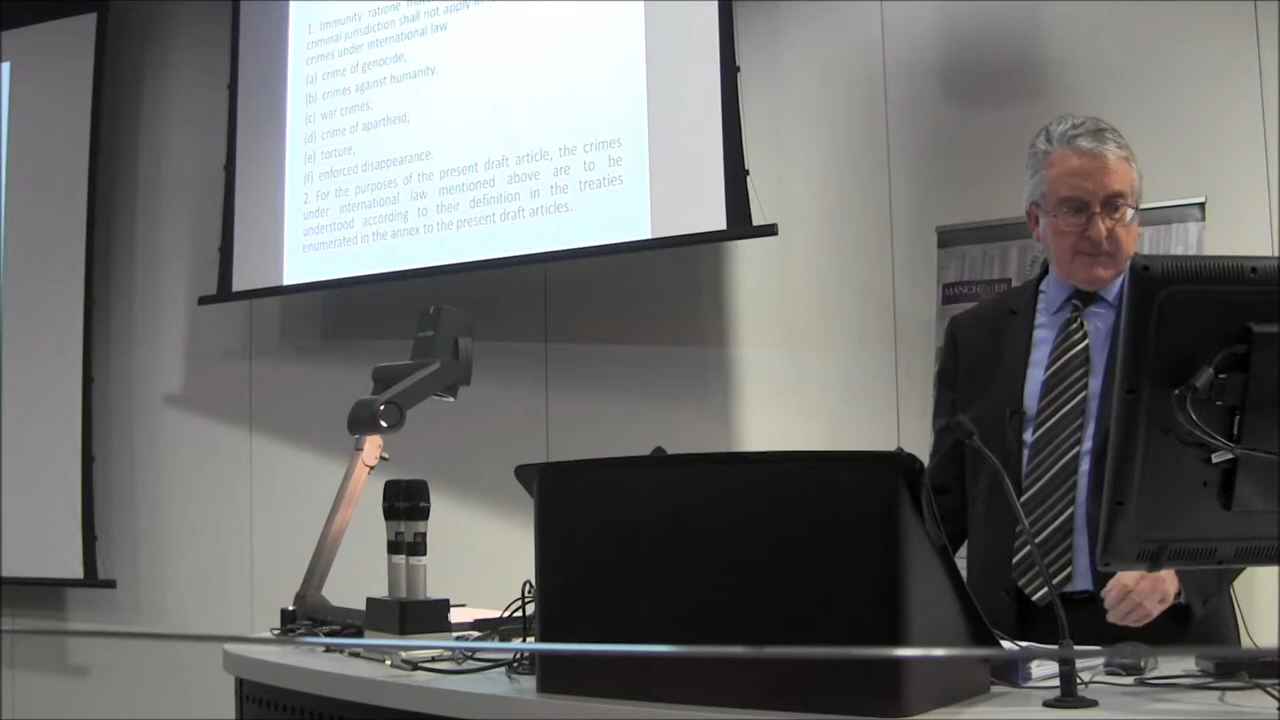 1. Immunity ratione
criminal jurisdiction shall not apply in
crimes under international law
(a) crime of genocide;
(b) crimes against humanity;
(c) war crimes;
(d) crime of apartheid;
(e) torture;
(f) enforced disappearance.
2. For the purposes of the present draft article, the crimes
under international law mentioned above are to be
understood according to their definition in the treaties
enumerated in the annex to the present draft articles.
MANCHESTER